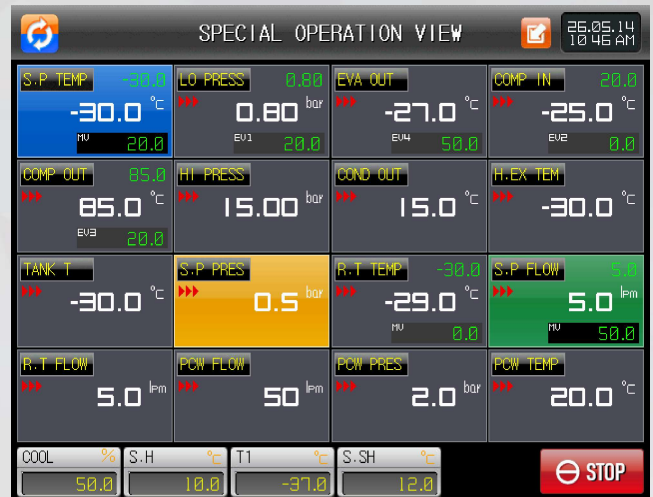 SPECIAL OPERATION VIEW 26.05.14
10 46 AM
S.P TEMP -30.0 LO PRESS 0.80 EVA OUT COMP IN 20.0
-30.0 °C 0.80 bar -27.0 °C -25.0 °C
MV 20.0 EV1 20.0 EV4 50.0 EV2 0.0
COMP OUT 85.0 HI PRESS COND OUT H.EX TEM
85.0 °C 15.00 bar 15.0 °C -30.0 °C
EV3 20.0
TANK T S.P PRES R.T TEMP -30.0 S.P FLOW 5.0
-30.0 °C 0.5 bar -29.0 °C 5.0 lpm
MV 0.0 MV 50.0
R.T FLOW PCW FLOW PCW PRES PCW TEMP
5.0 lpm 50 lpm 2.0 bar 20.0 °C
COOL % S.H °C T1 °C S.SH °C
50.0 10.0 -37.0 12.0 STOP